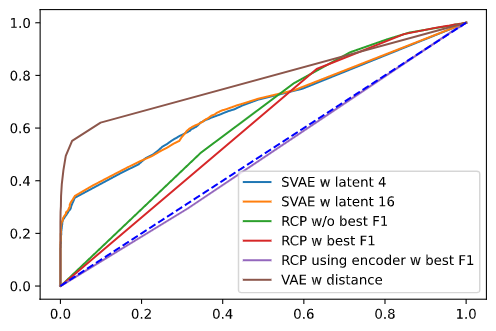 1.0
0.8
0.6
0.4
0.2
0.0
SVAE w latent 4
SVAE w latent 16
RCP w/o best F1
RCP w best F1
RCP using encoder w best F1
VAE w distance
0.0 0.2 0.4 0.6 0.8 1.0